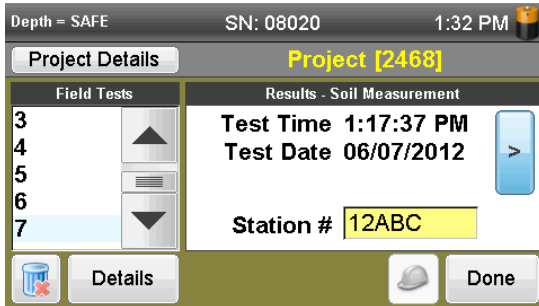 Depth = SAFE SN: 08020 1:32 PM
Project Details Project [2468]
Field Tests Results - Soil Measurement
3
4
5
6
7
Test Time 1:17:37 PM
Test Date 06/07/2012
>
Station # 12ABC
Details Done